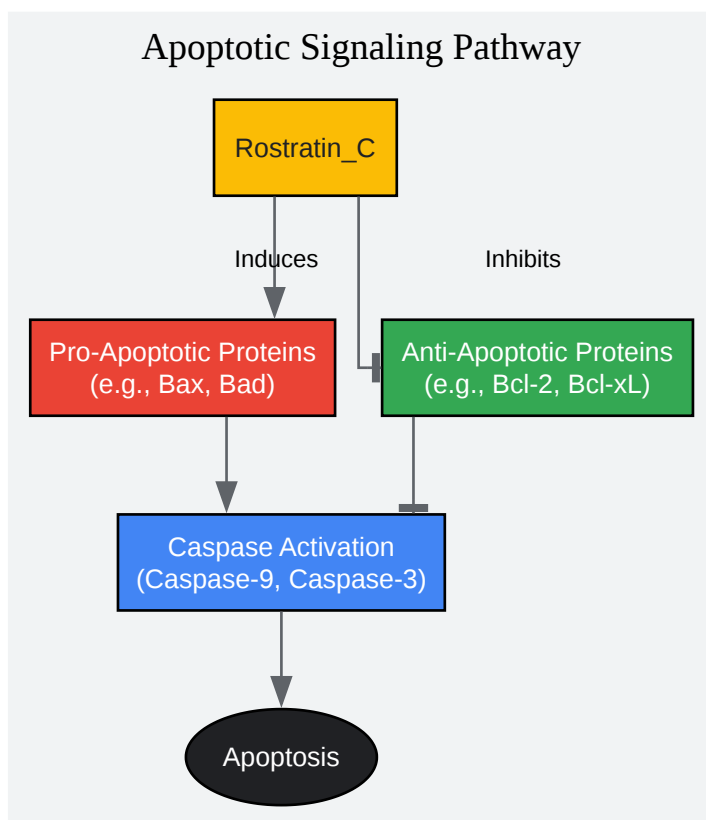 Apoptotic Signaling Pathway
Rostratin_C
Induces
Inhibits
Pro-Apoptotic Proteins
(e.g., Bax, Bad)
Anti-Apoptotic Proteins
(e.g., Bcl-2, Bcl-xL)
Caspase Activation
(Caspase-9, Caspase-3)
Apoptosis